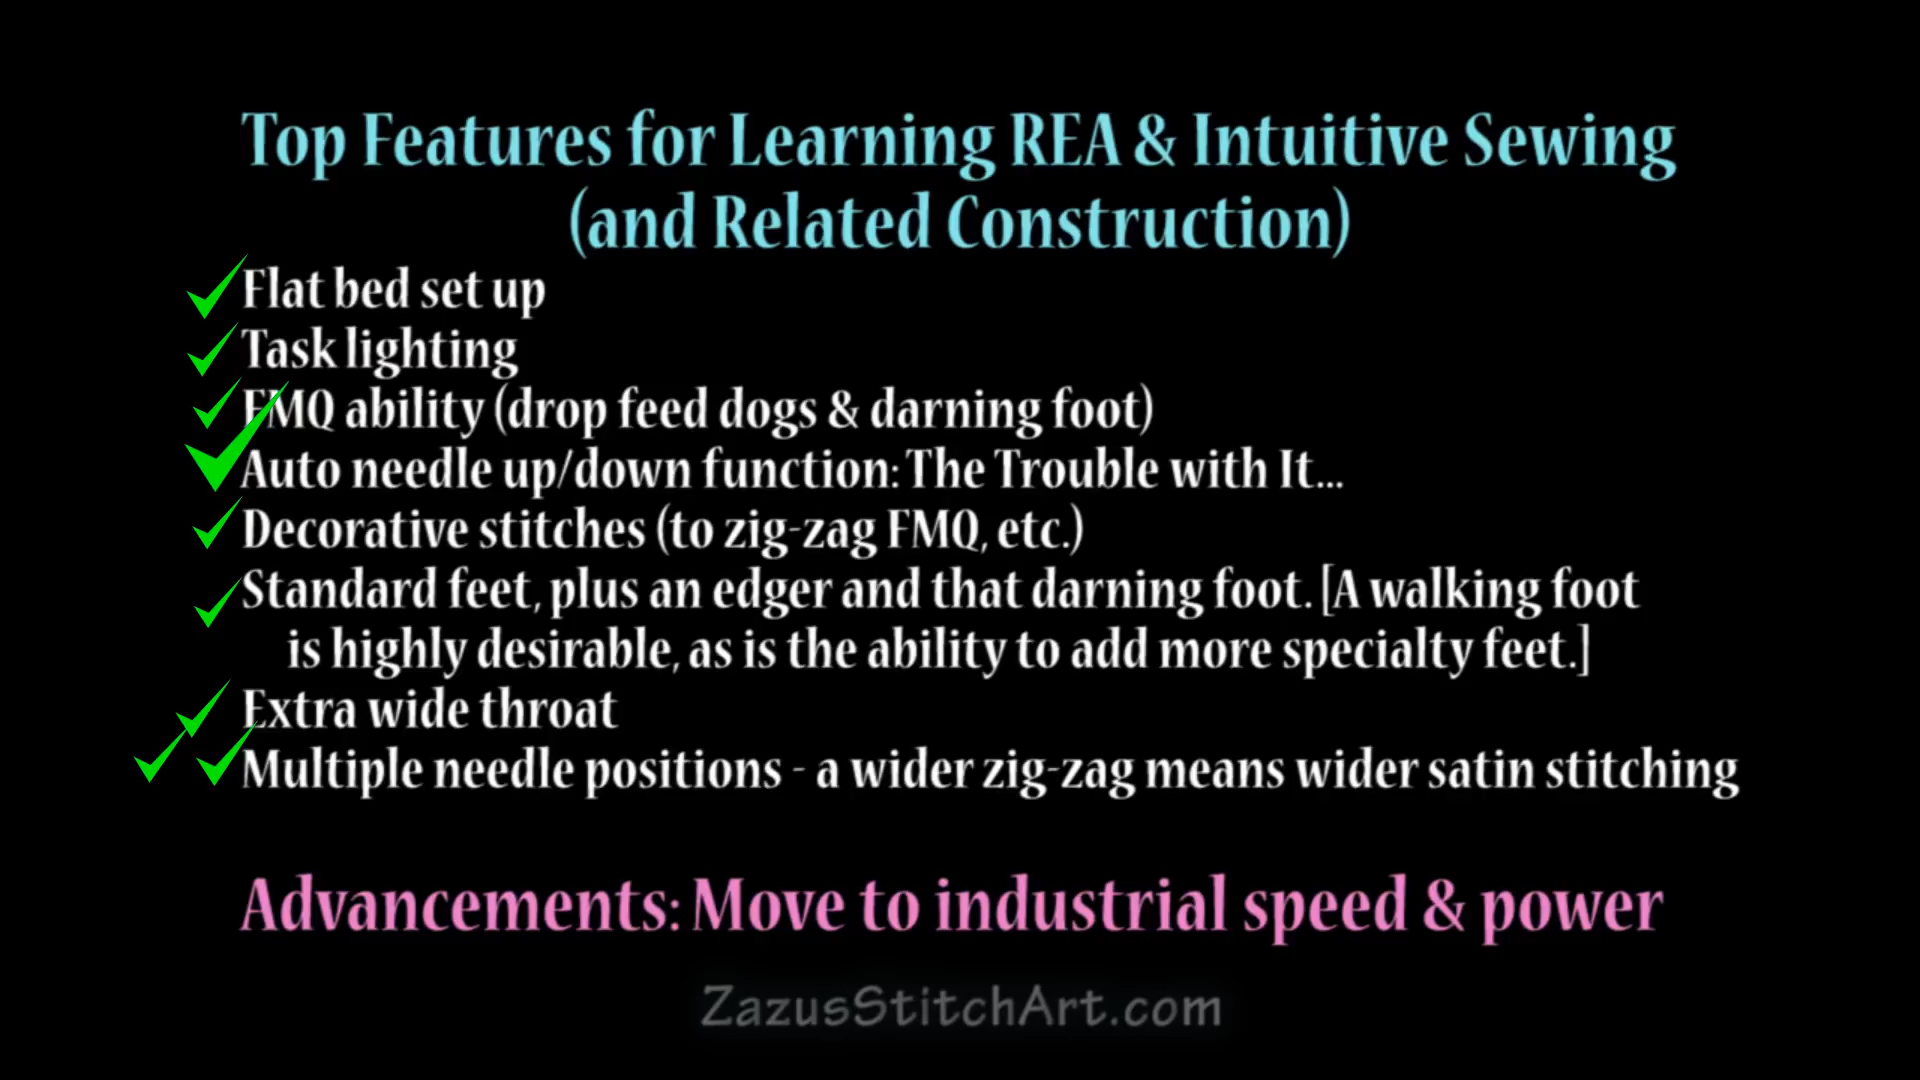 Top Features for Learning REA & Intuitive Sewing
(and Related Construction)
Flat bed set up
Task lighting
FMQ ability (drop feed dogs & darning foot)
Auto needle up/down function: The Trouble with It...
Decorative stitches (to zig-zag FMQ, etc.)
Standard feet, plus an edger and that darning foot. [A walking foot
is highly desirable, as is the ability to add more specialty feet.]
Extra wide throat
Multiple needle positions - a wider zig-zag means wider satin stitching
Advancements: Move to industrial speed & power
ZazusStitchArt.com